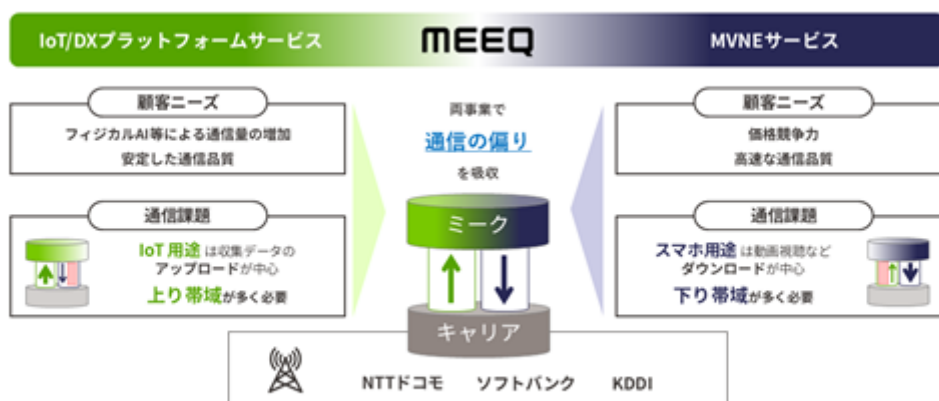 IoT/DXプラットフォームサービス
MEEQ
MVNEサービス
顧客ニーズ
フィジカルAI等による通信量の増加
安定した通信品質
通信課題
IoT 用途 は収集データの
アップロードが中心
上り帯域が多く必要
両事業で
通信の偏り
を吸収
ミーク
キャリア
顧客ニーズ
価格競争力
高速な通信品質
通信課題
スマホ用途 は動画視聴など
ダウンロードが中心
下り帯域が多く必要
NTTドコモ ソフトバンク KDDI